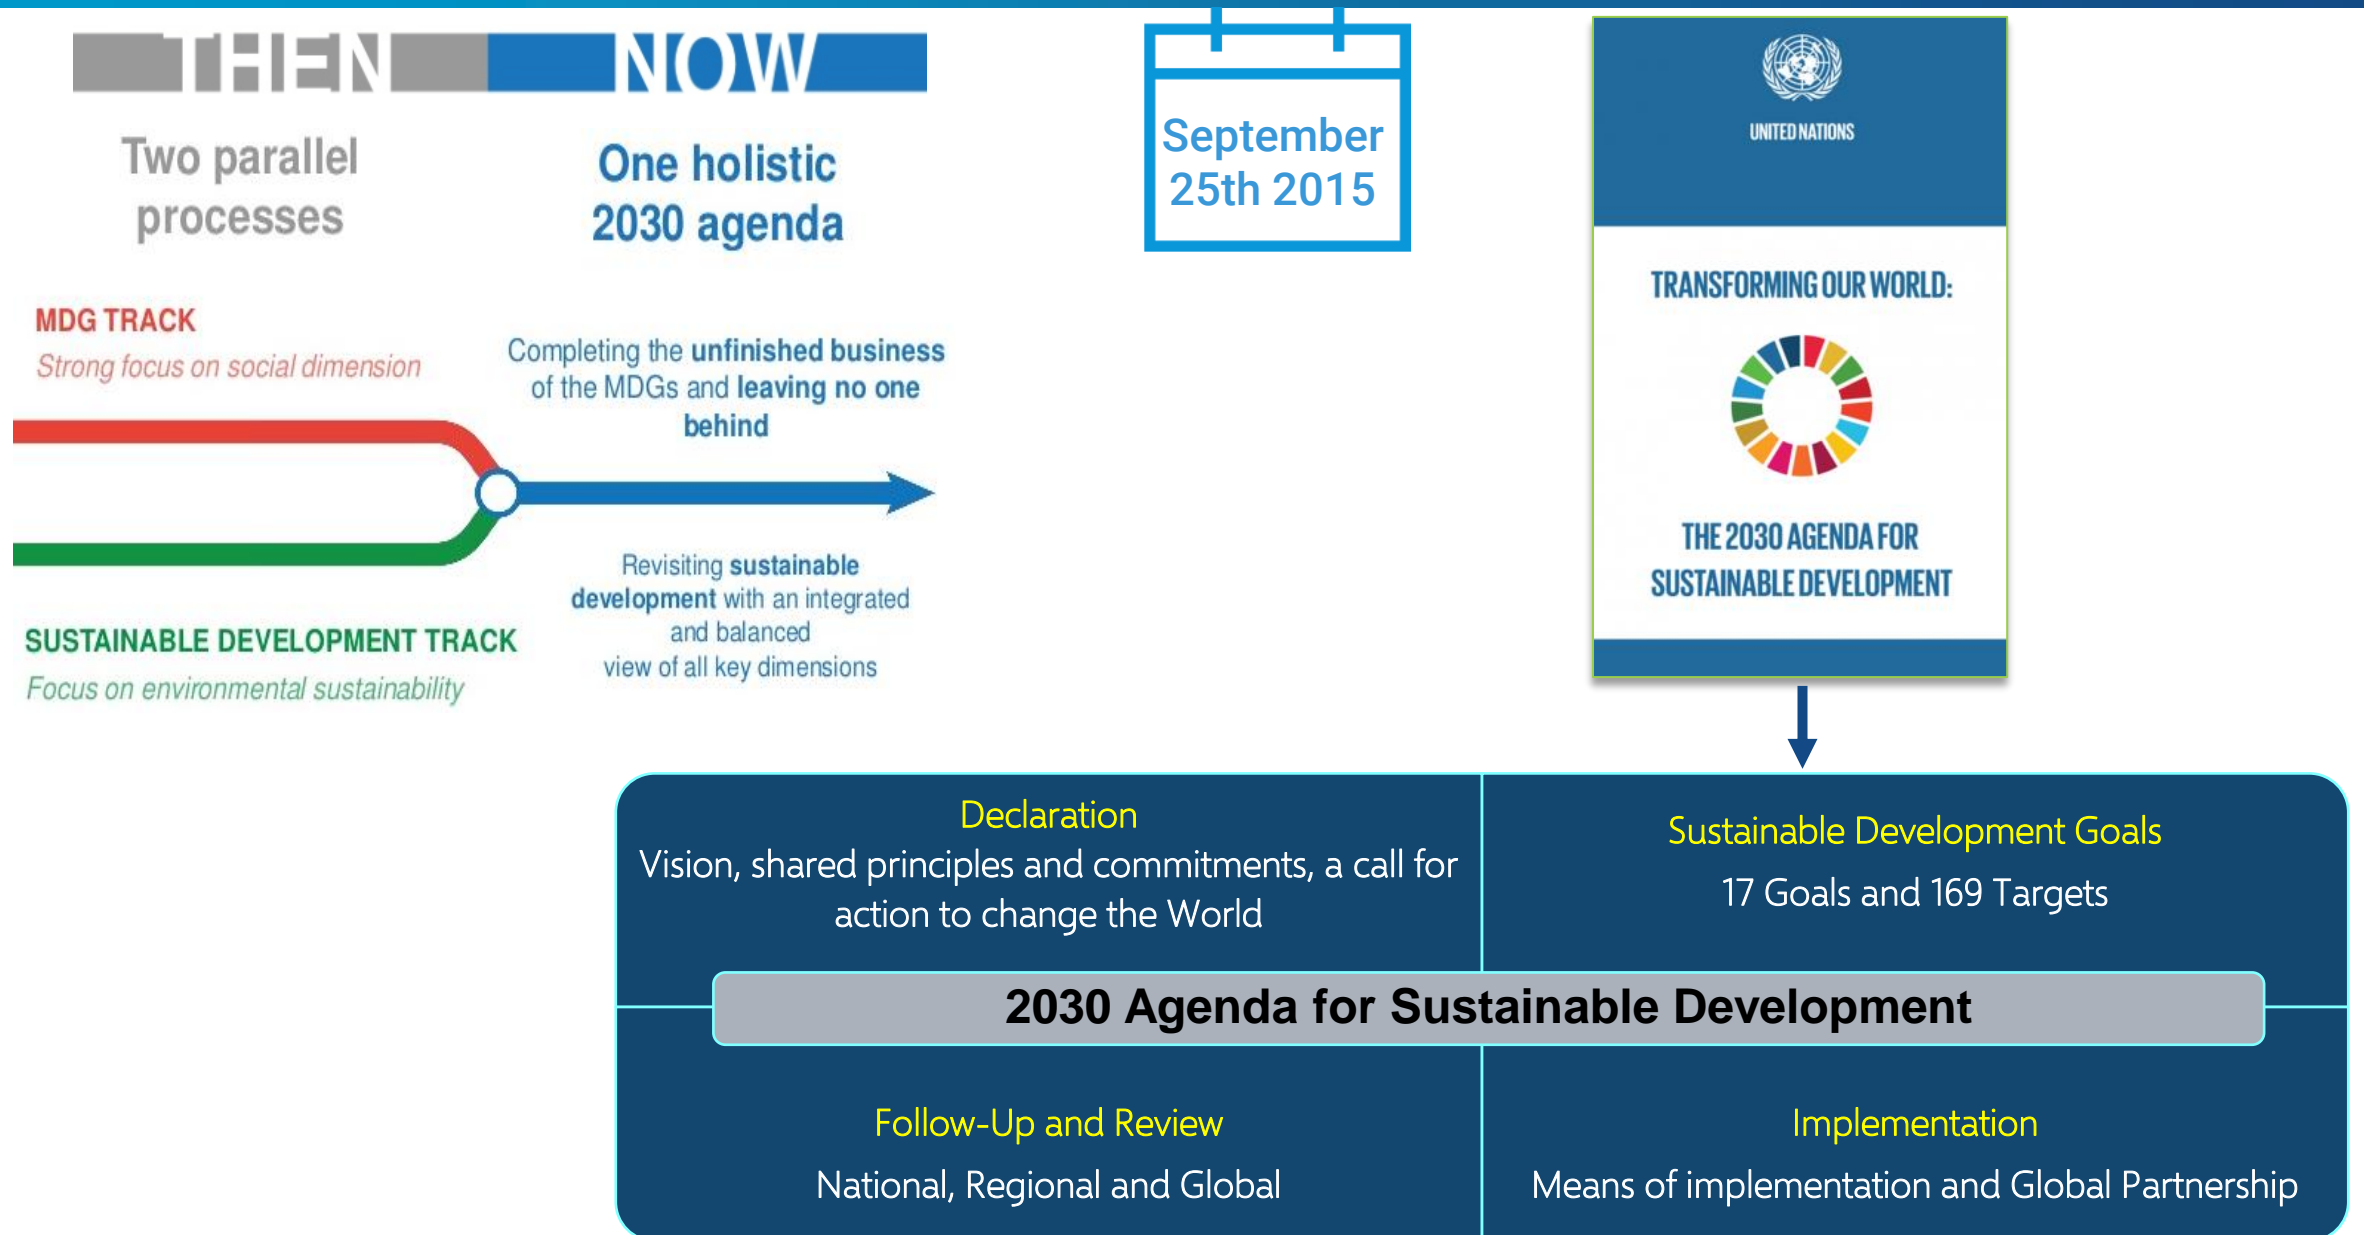 THEN
NOW
Two parallel
processes
One holistic
2030 agenda
MDG TRACK
Strong focus on social dimension
Completing the unfinished business
of the MDGs and leaving no one
behind
Revisiting sustainable
development with an integrated
and balanced
view of all key dimensions
SUSTAINABLE DEVELOPMENT TRACK
Focus on environmental sustainability
September
25th 2015
UNITED NATIONS
TRANSFORMING OUR WORLD:
THE 2030 AGENDA FOR
SUSTAINABLE DEVELOPMENT
Declaration
Vision, shared principles and commitments, a call for
action to change the World
Sustainable Development Goals
17 Goals and 169 Targets
2030 Agenda for Sustainable Development
Follow-Up and Review
National, Regional and Global
Implementation
Means of implementation and Global Partnership